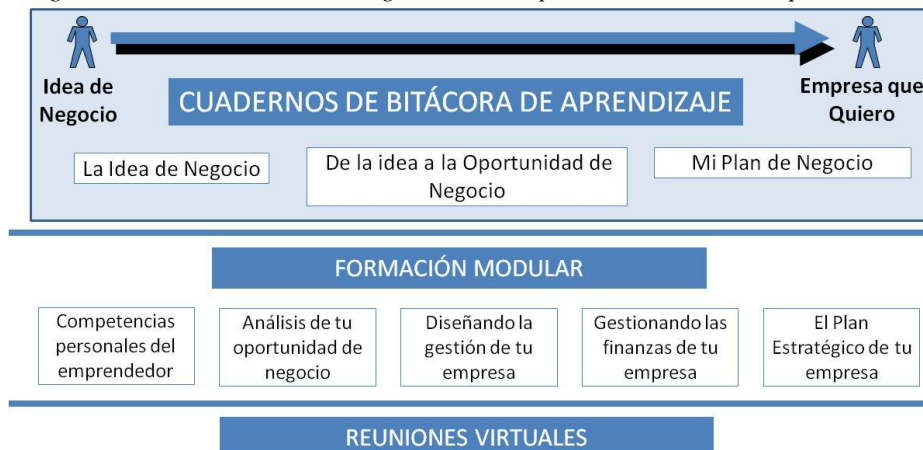 Idea de
Negocio
Empresa que
Quiero
CUADERNOS DE BITÁCORA DE APRENDIZAJE
La Idea de Negocio
De la idea a la Oportunidad de
Negocio
Mi Plan de Negocio
FORMACIÓN MODULAR
Competencias
personales del
emprendedor
Análisis de tu
oportunidad de
negocio
Diseñando la
gestión de tu
empresa
Gestionando las
finanzas de tu
empresa
El Plan
Estratégico de tu
empresa
REUNIONES VIRTUALES